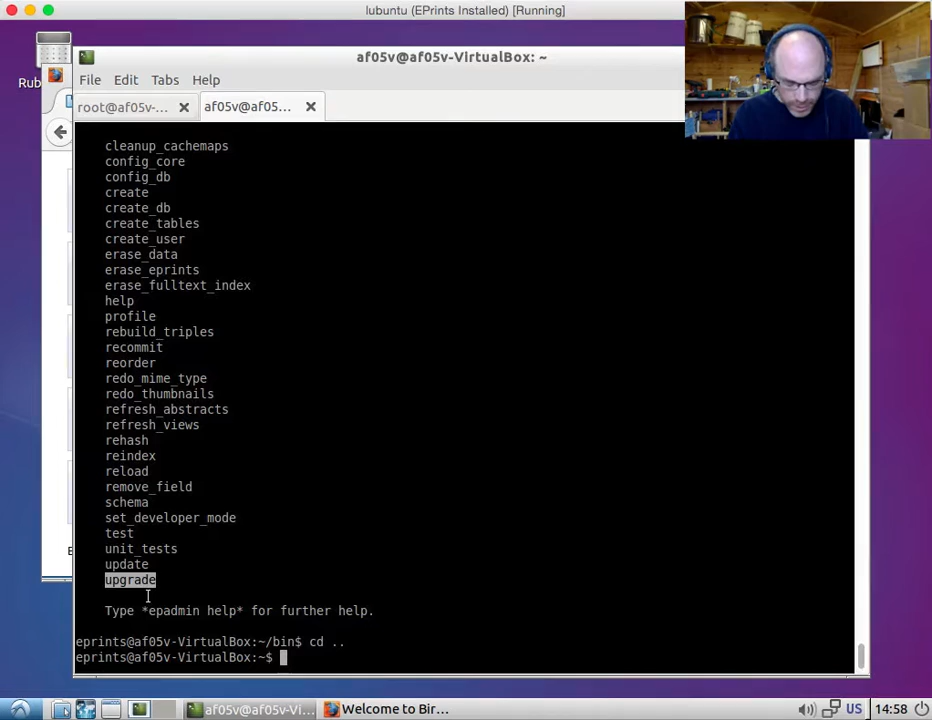 lubuntu (EPrints Installed) [Running]
Rub
af05v@af05v-VirtualBox: ~
File Edit Tabs Help
root@af05v-... af05v@af05...
cleanup_cachemaps
config_core
config_db
create
create_db
create_tables
create_user
erase_data
erase_eprints
erase_fulltext_index
help
profile
rebuild_triples
recommit
reorder
redo_mime_type
redo_thumbnails
refresh_abstracts
refresh_views
rehash
reindex
reload
remove_field
schema
set_developer_mode
test
unit_tests
update
upgrade
Type *epadmin help* for further help.
eprints@af05v-VirtualBox:~/bin$ cd ..
eprints@af05v-VirtualBox:~$
af05v@af05v-Vi... Welcome to Bir... US 14:58